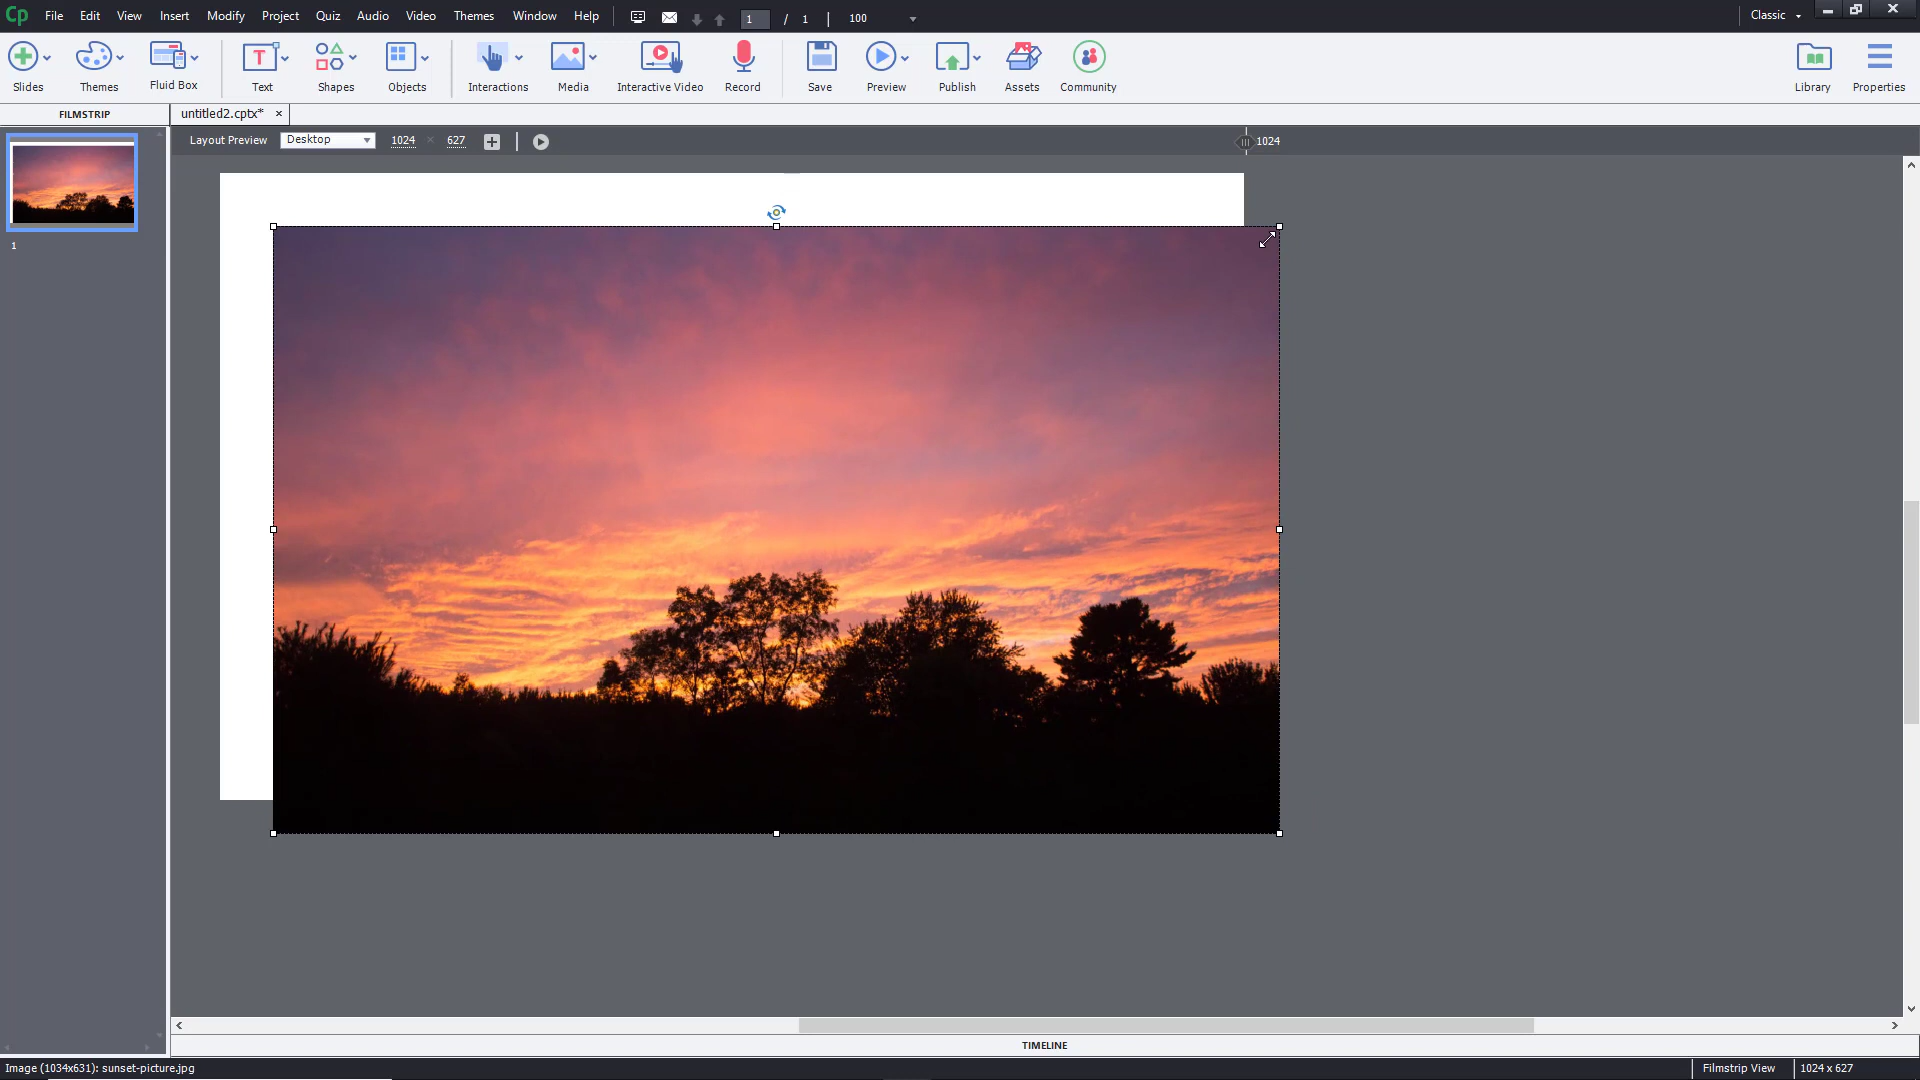 Cp File Edit View Insert Modify Project Quiz Audio Video Themes Window Help 1 / 1 100 Classic
Slides Themes Fluid Box Text Shapes Objects Interactions Media Interactive Video Record Save Preview Publish Assets Community Library Properties
FILMSTRIP untitled2.cptx* ×
Layout Preview Desktop 1024 × 627 1024
1
TIMELINE
Image (1034x631): sunset-picture.jpg Filmstrip View 1024 x 627